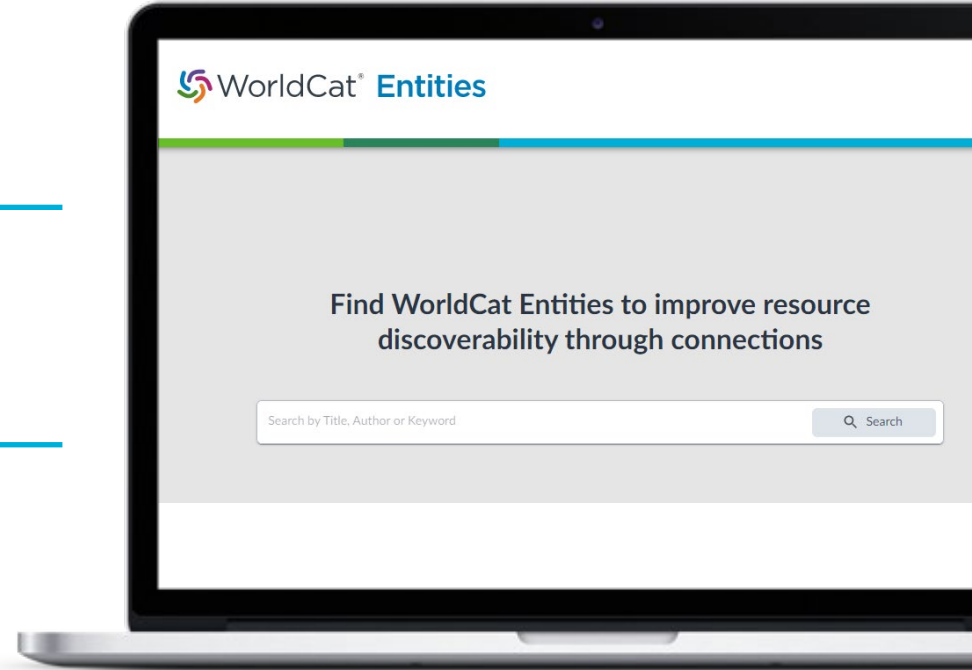 WorldCat® Entities
Find WorldCat Entities to improve resource
discoverability through connections
Search by Title, Author or Keyword
Search